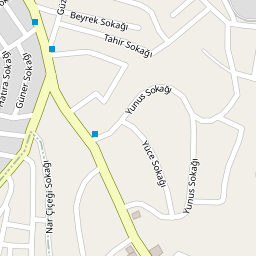 Beyrek Sokağı
Tahir Sokağı
Güner Sokağı
Hatıra Sokağı
Yunus Sokağı
Yüce Sokağı
Yunus Sokağı
Nar Çiçeği Sokağı